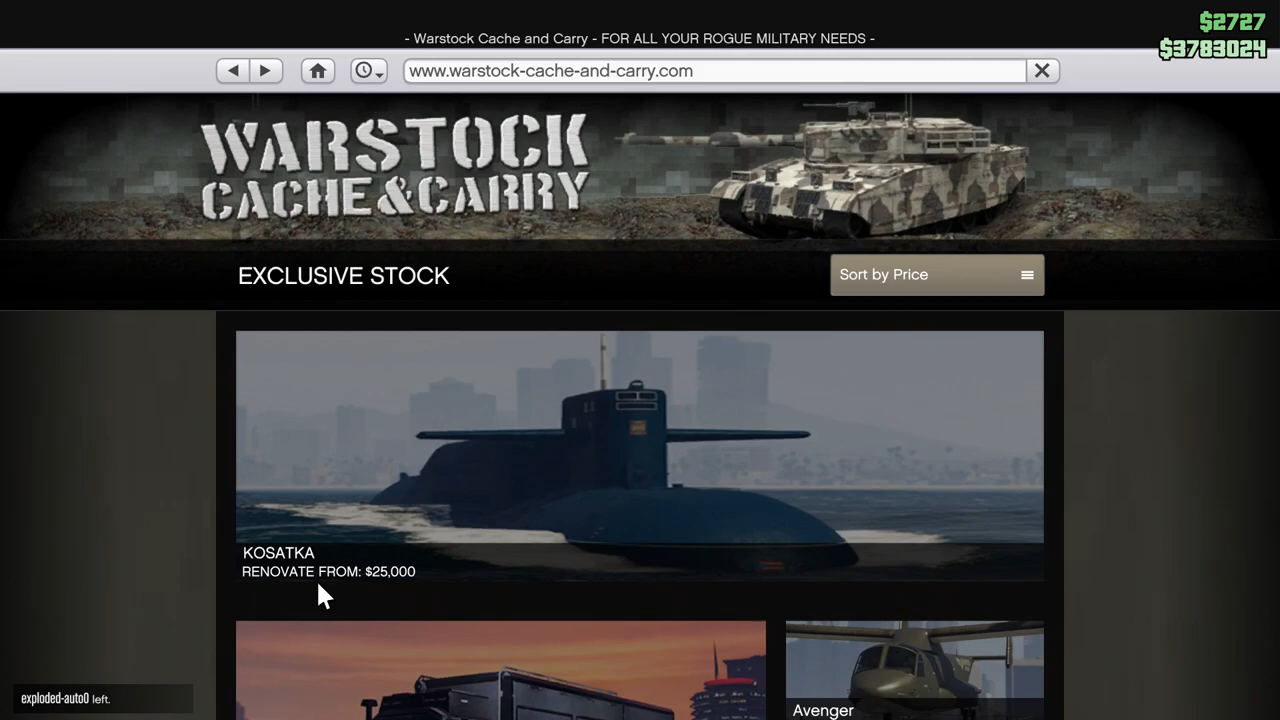 $2727
- Warstock Cache and Carry - FOR ALL YOUR ROGUE MILITARY NEEDS -
$3783024
www.warstock-cache-and-carry.com
WARSTOCK
CACHE & CARRY
EXCLUSIVE STOCK
Sort by Price
KOSATKA
RENOVATE FROM: $25,000
exploded-auto0 left.
Avenger